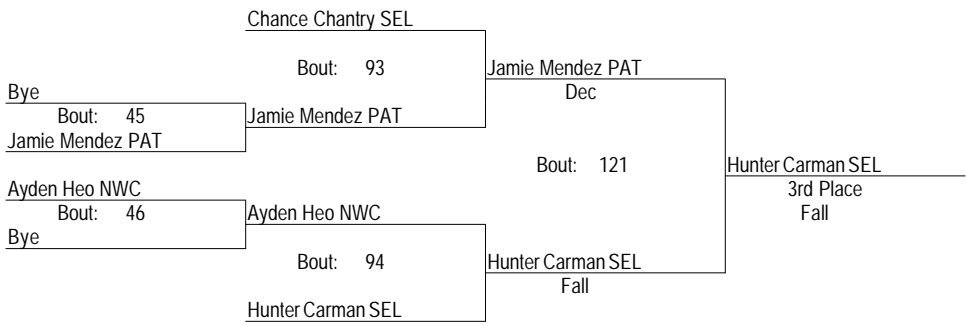 Chance Chantry SEL
Bout: 93
Jamie Mendez PAT
Dec
Bye
Bout: 45
Jamie Mendez PAT
Jamie Mendez PAT
Bout: 121
Hunter Carman SEL
3rd Place
Fall
Ayden Heo NWC
Bout: 46
Ayden Heo NWC
Bye
Bout: 94
Hunter Carman SEL
Fall
Hunter Carman SEL